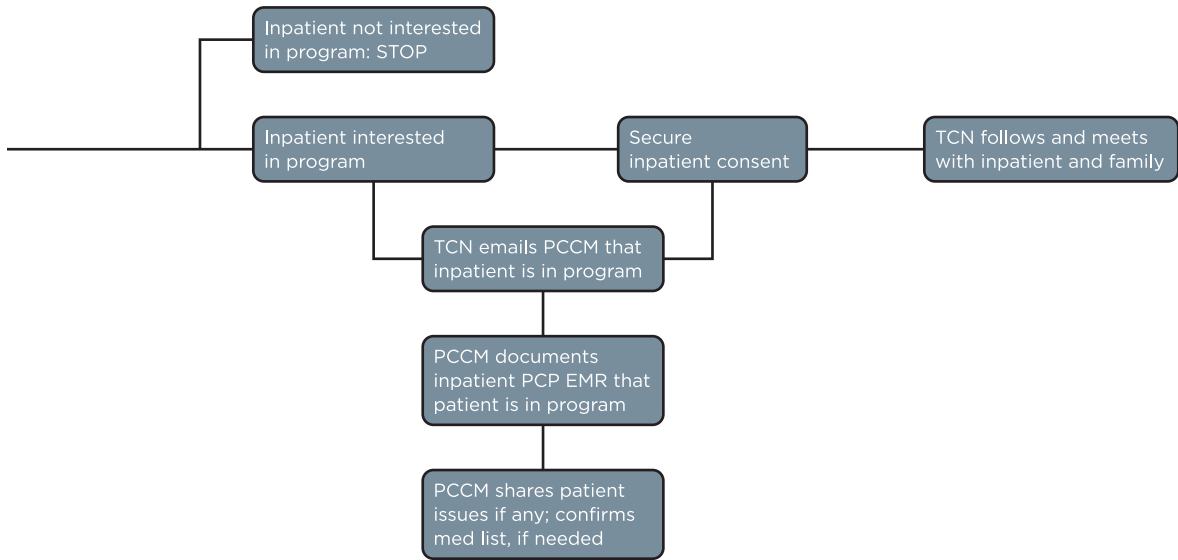 Inpatient not interested
in program: STOP
Inpatient interested
in program
Secure
inpatient consent
TCN follows and meets
with inpatient and family
TCN emails PCCM that
inpatient is in program
PCCM documents
inpatient PCP EMR that
patient is in program
PCCM shares patient
issues if any; confirms
med list, if needed